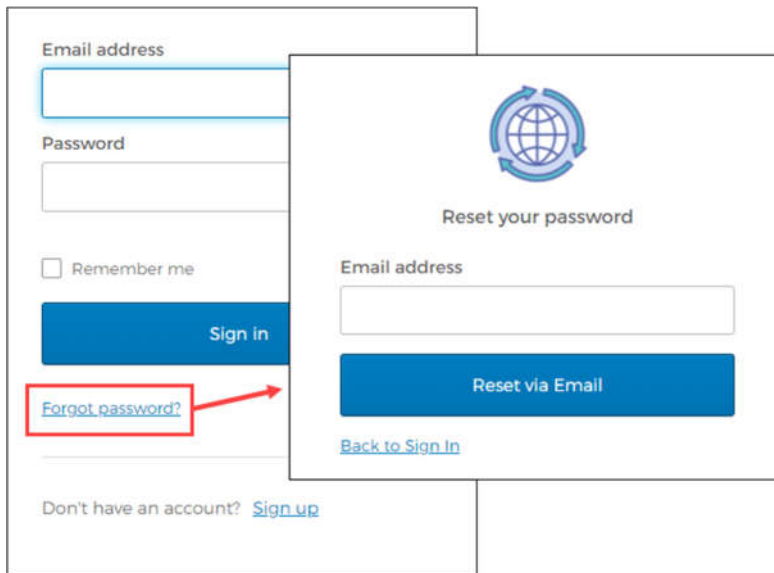 Email address
Password
Remember me
Sign in
Forgot password?
Don't have an account? Sign up
Reset your password
Email address
Reset via Email
Back to Sign In